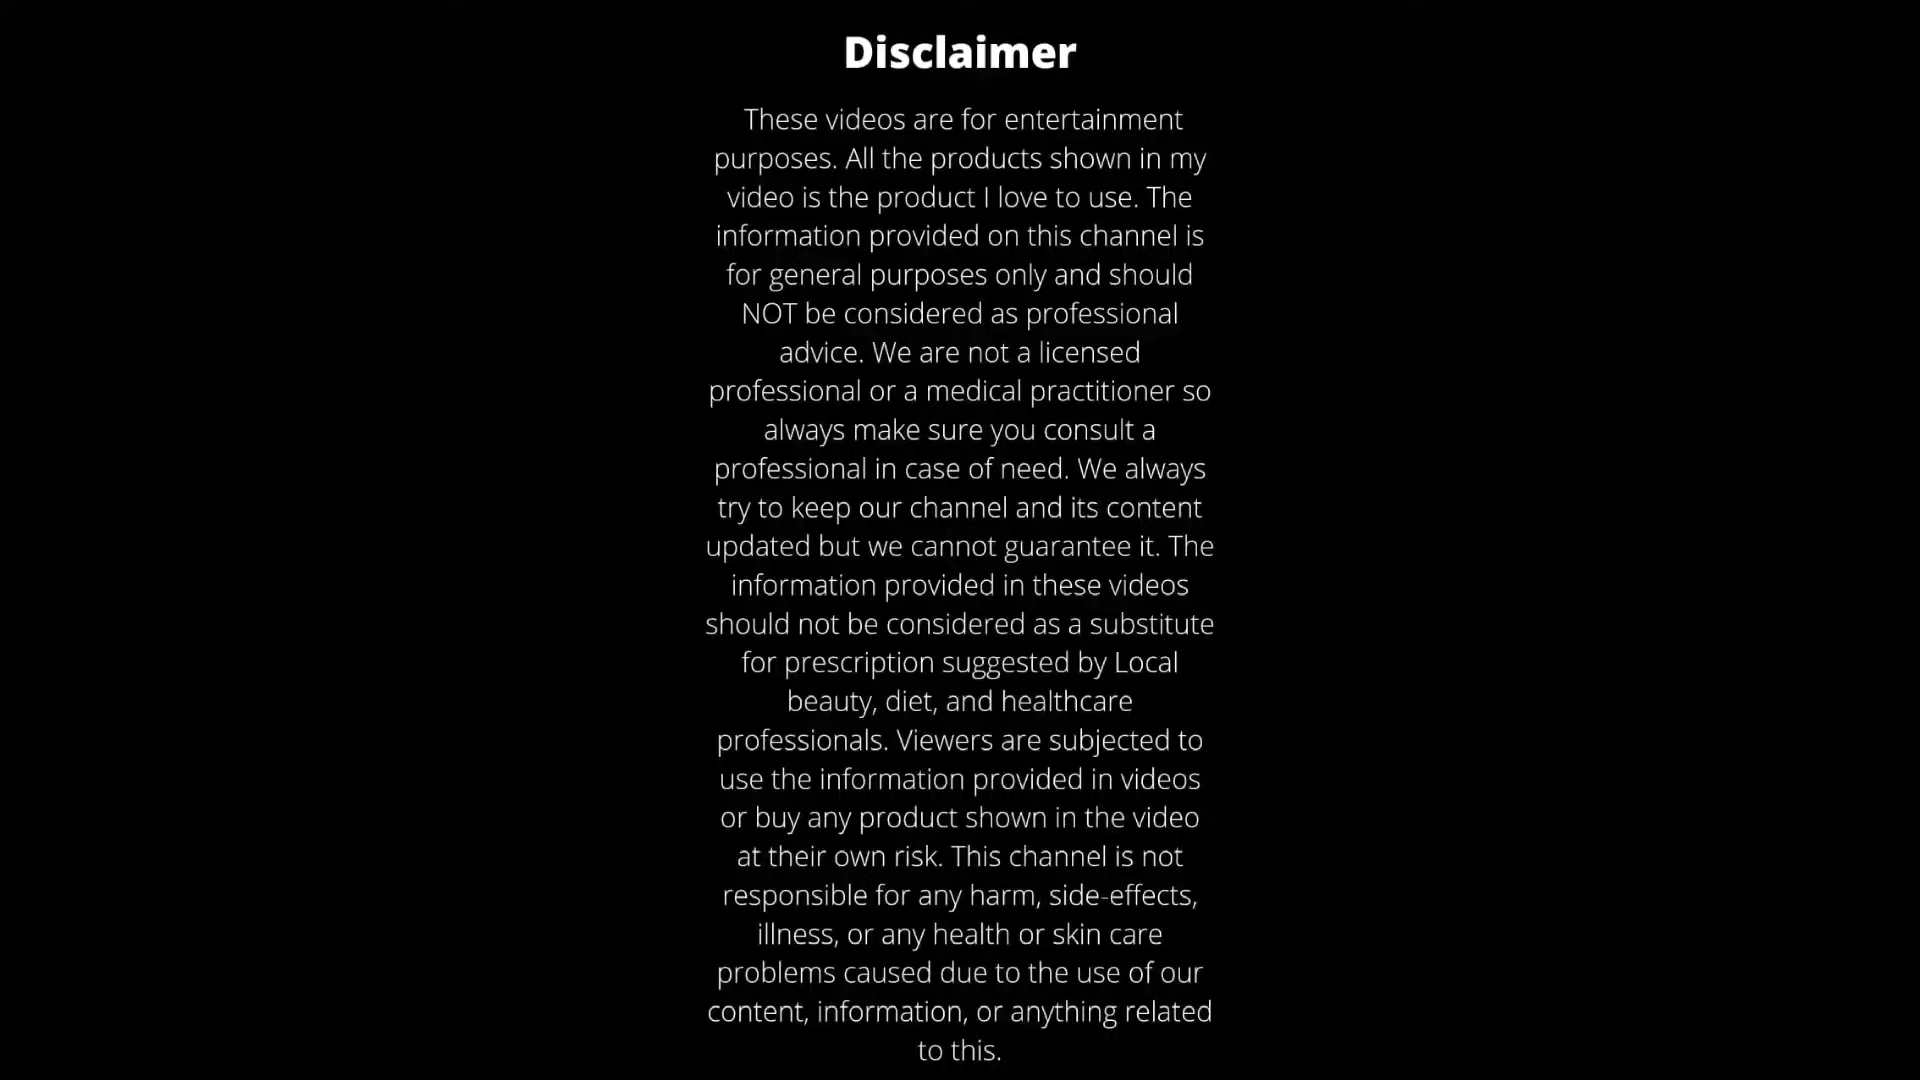 Disclaimer
These videos are for entertainment
purposes. All the products shown in my
video is the product I love to use. The
information provided on this channel is
for general purposes only and should
NOT be considered as professional
advice. We are not a licensed
professional or a medical practitioner so
always make sure you consult a
professional in case of need. We always
try to keep our channel and its content
updated but we cannot guarantee it. The
information provided in these videos
should not be considered as a substitute
for prescription suggested by Local
beauty, diet, and healthcare
professionals. Viewers are subjected to
use the information provided in videos
or buy any product shown in the video
at their own risk. This channel is not
responsible for any harm, side-effects,
illness, or any health or skin care
problems caused due to the use of our
content, information, or anything related
to this.